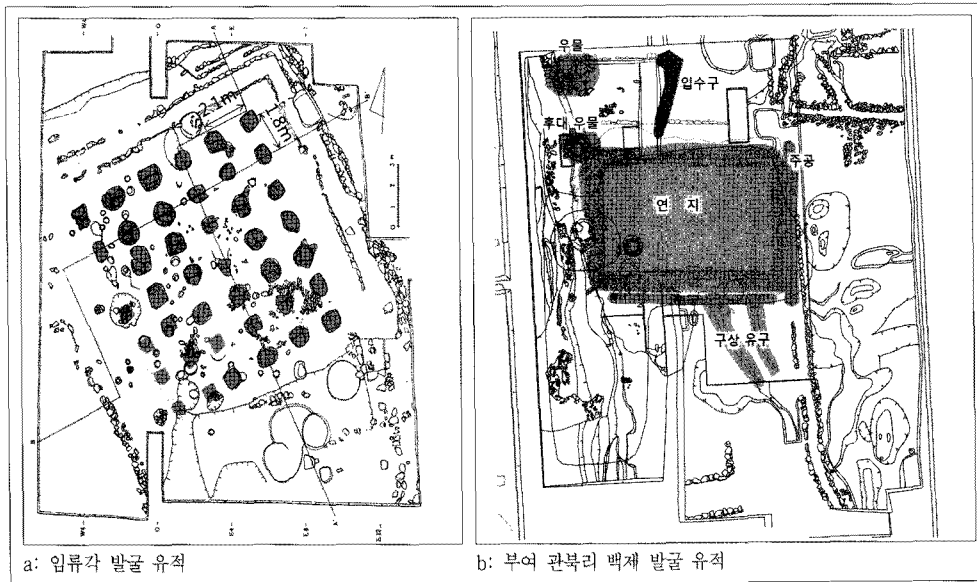 2.1m
1.8m
우물
입수구
후대 우물
주공
연 지
구상 유구
a: 임류각 발굴 유적
b: 부여 관북리 백제 발굴 유적